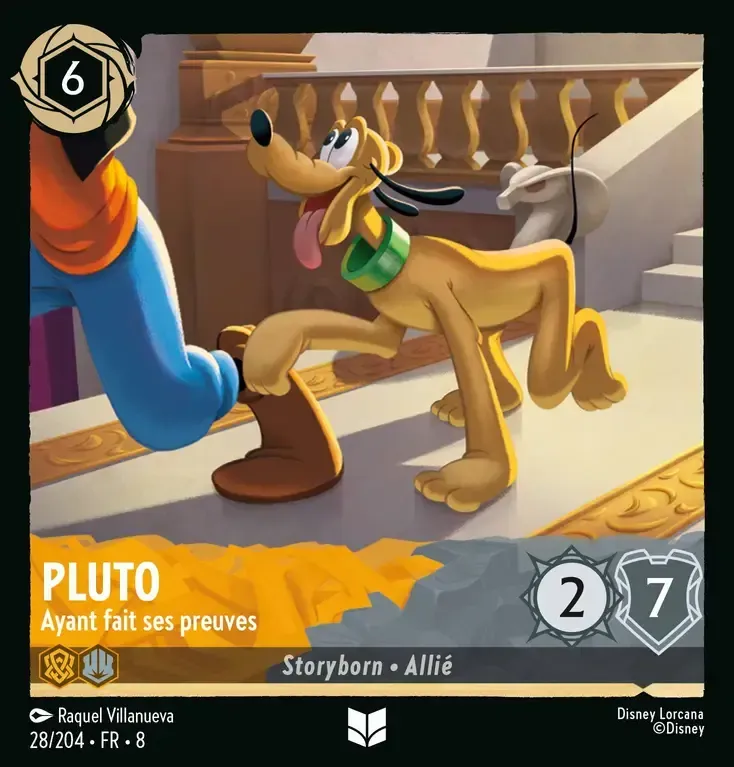 6
PLUTO
Ayant fait ses preuves
2
7
Storyborn • Allié
Raquel Villanueva
28/204 • FR • 8
Disney Lorcana
©Disney